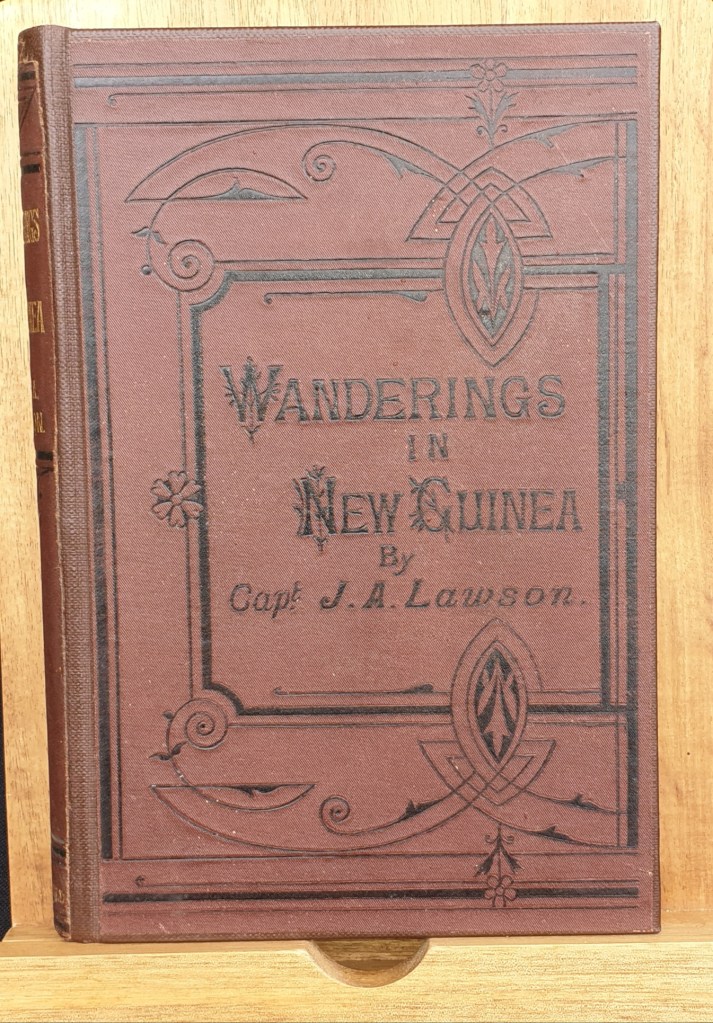 WANDERINGS
IN
NEW GUINEA
By
Capt. J. A. Lawson.